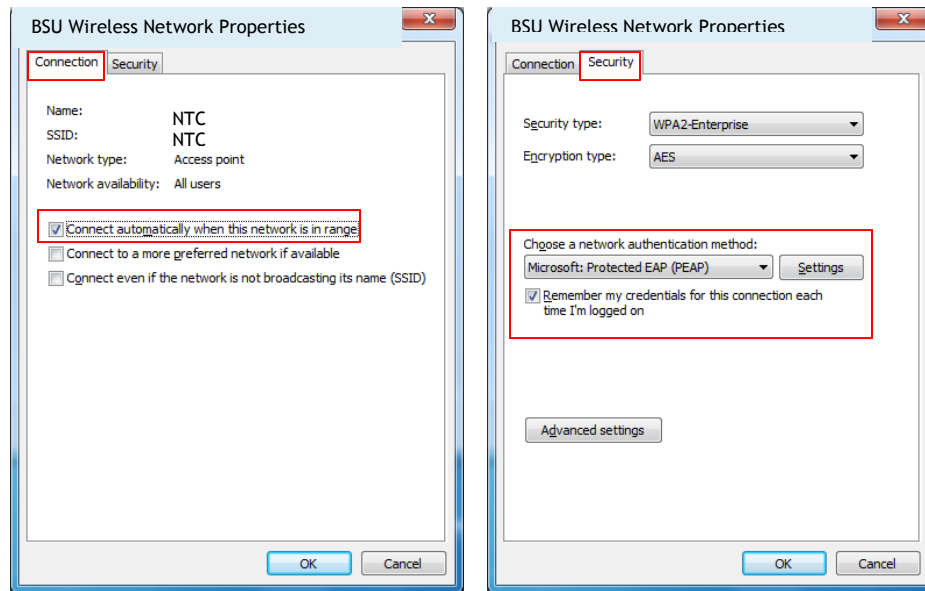 BSU Wireless Network Properties
Connection Security
Name: NTC
SSID: NTC
Network type: Access point
Network availability: All users
Connect automatically when this network is in range
Connect to a more preferred network if available
Connect even if the network is not broadcasting its name (SSID)
OK Cancel
BSU Wireless Network Properties
Connection Security
Security type: WPA2-Enterprise
Encryption type: AES
Choose a network authentication method:
Microsoft: Protected EAP (PEAP) Settings
Remember my credentials for this connection each
time I'm logged on
Advanced settings
OK Cancel